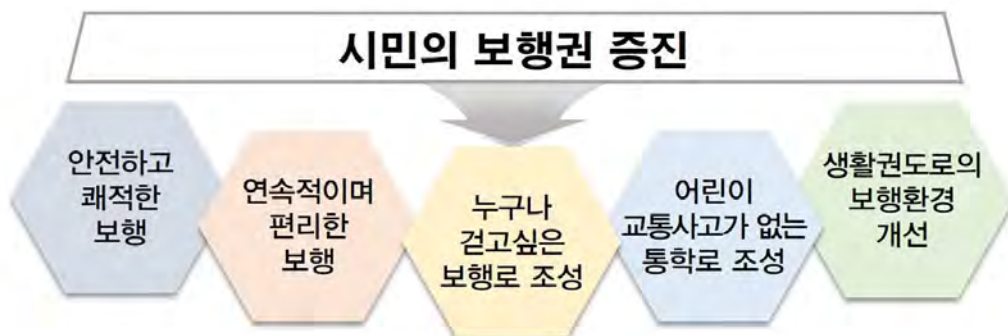 시민의 보행권 증진
안전하고
쾌적한
보행
연속적이며
편리한
보행
누구나
걷고싶은
보행로 조성
어린이
교통사고가 없는
통학로 조성
생활권도로의
보행환경
개선